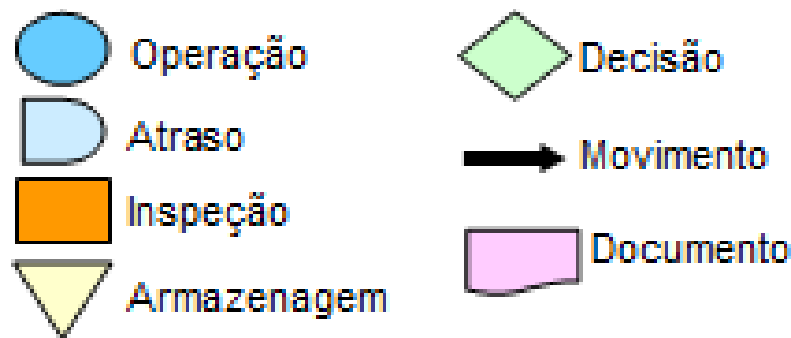 Operação
Atraso
Inspeção
Armazenagem
Decisão
Movimento
Documento